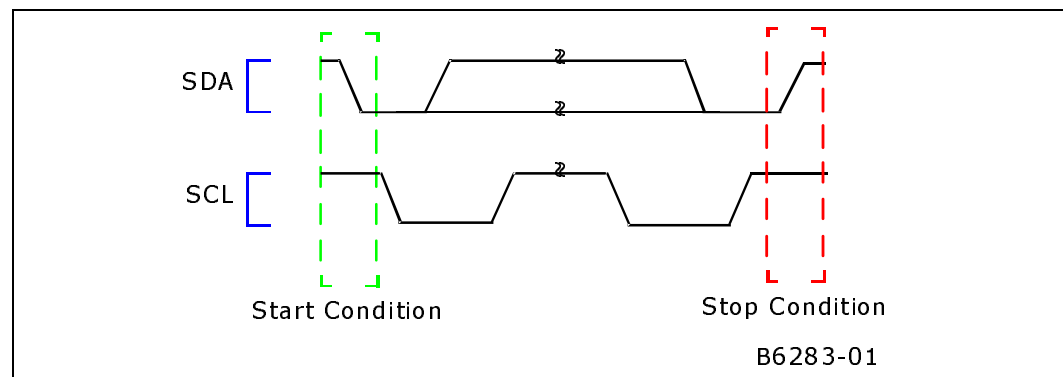 SDA
SCL
Start Condition
Stop Condition
B6283-01